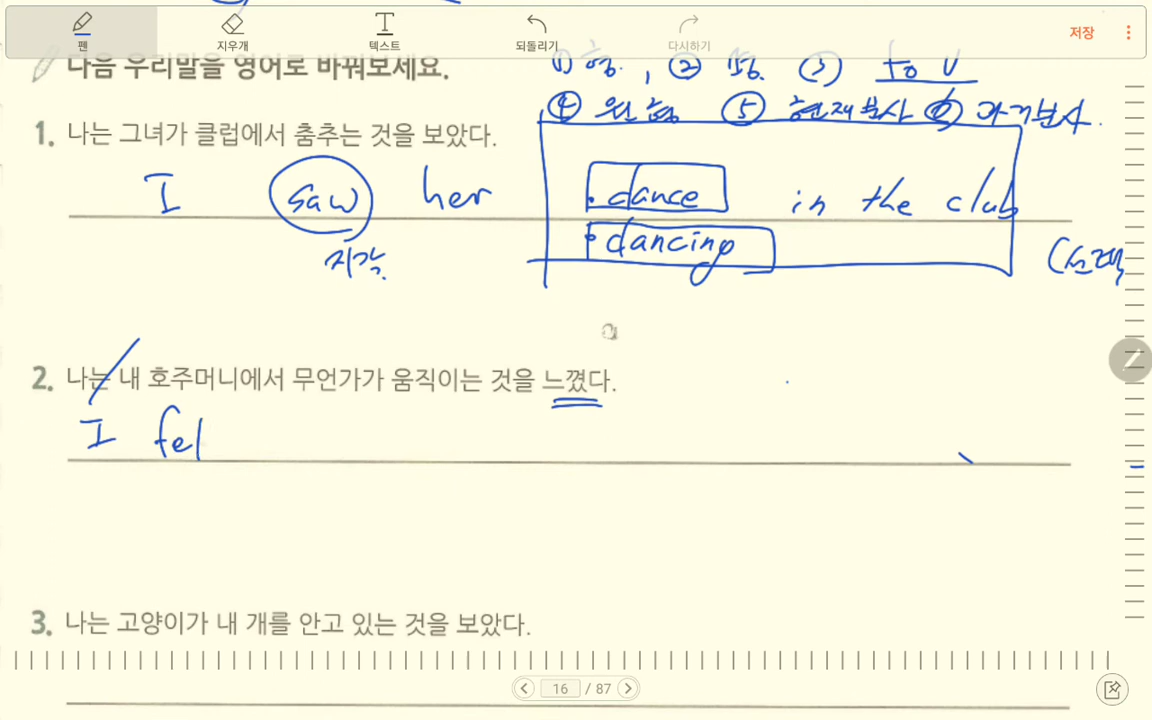 펜 지우개 텍스트 되돌리기 다시하기 저장
다음 우리말을 영어로 바꿔보세요.
①형. , ② 명. ③ to V
④ 원형 ⑤ 현재분사 ⑥ 과거분사.
1. 나는 그녀가 클럽에서 춤추는 것을 보았다.
I saw her dance in the club
dancing
지각.
2. 나는 내 호주머니에서 무언가가 움직이는 것을 느꼈다.
I fel
3. 나는 고양이가 내 개를 안고 있는 것을 보았다.
16 / 87